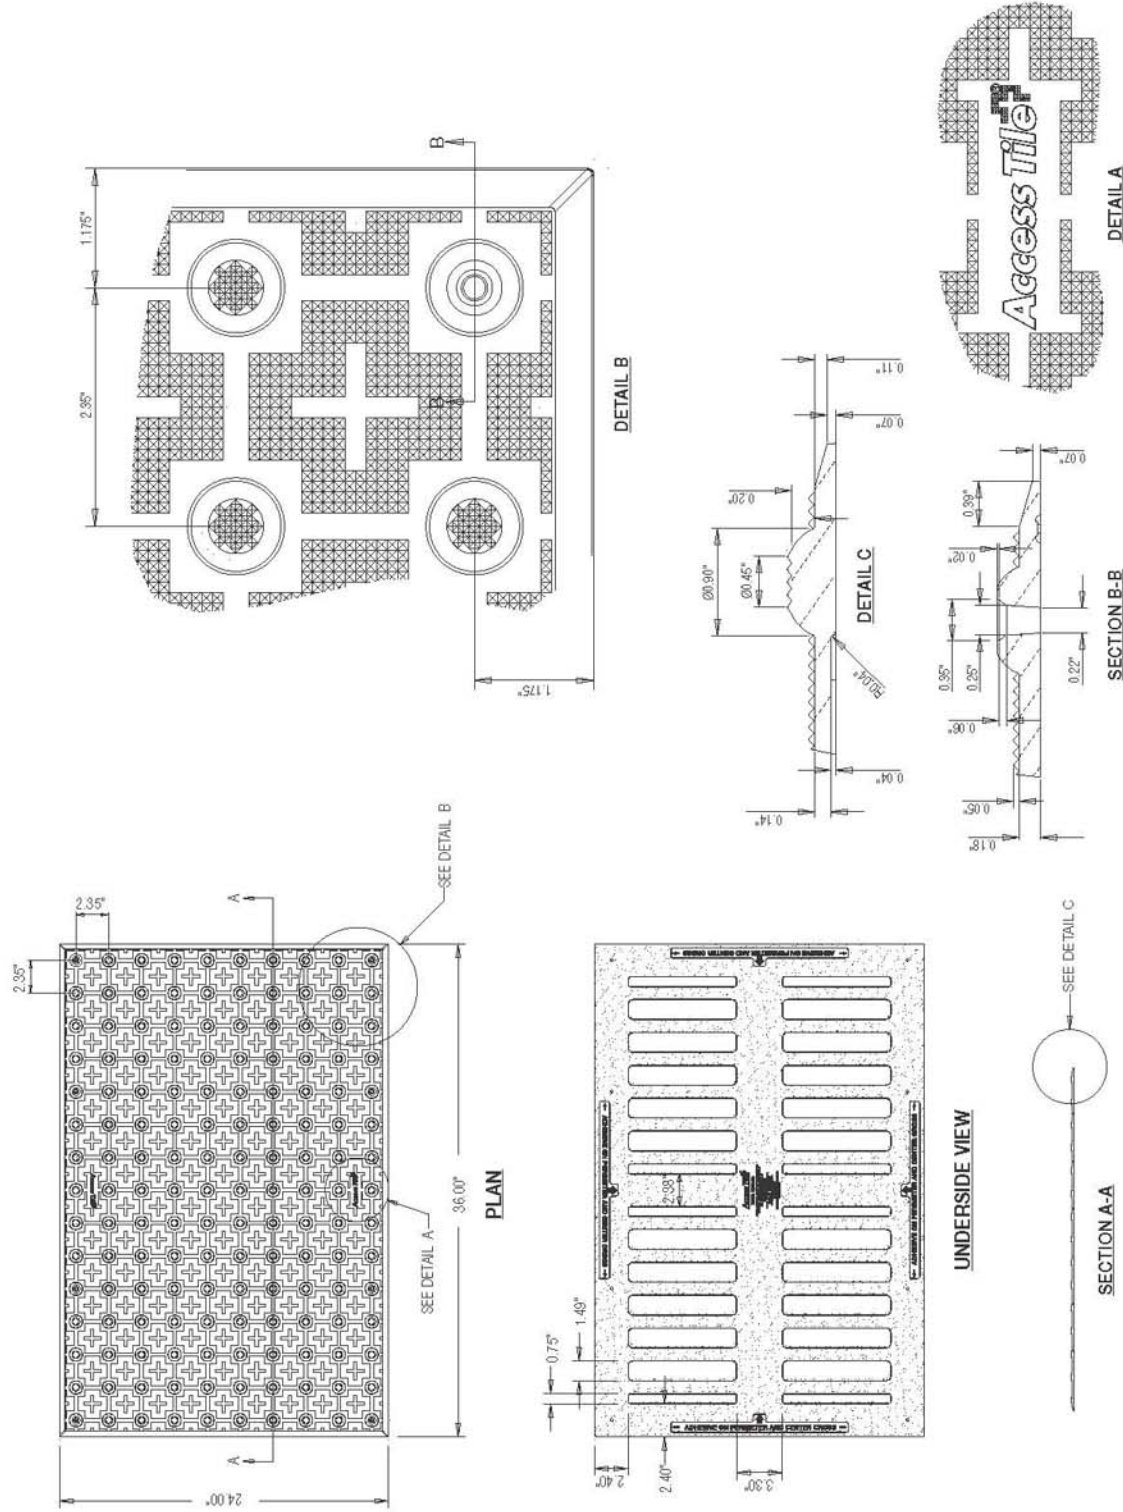 2.35"
2.35"
A
A
24.00"
36.00"
SEE DETAIL A
SEE DETAIL B
PLAN
2.35"
1.175"
1.175"
B
B
DETAIL B
2.40"
2.40"
3.30"
0.75"
1.49"
2.38"
UNDERSIDE VIEW
Ø0.90"
Ø0.45"
0.20"
0.11"
0.07"
0.14"
0.04"
R0.04"
DETAIL C
0.35"
0.25"
0.02"
0.39"
0.07"
0.06"
0.05"
0.18"
0.22"
SECTION B-B
SEE DETAIL C
SECTION A-A
Access Tile
DETAIL A